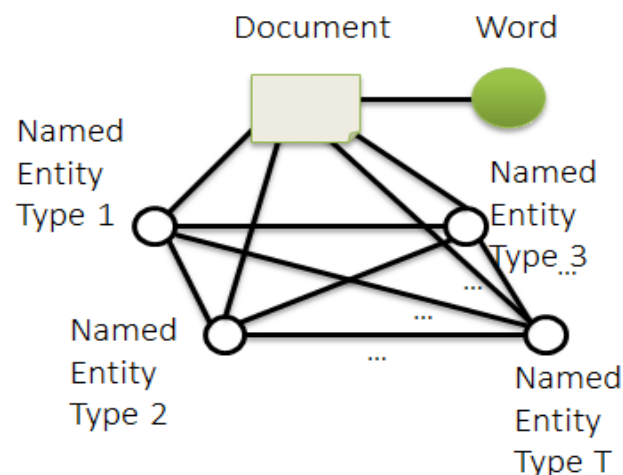 Document
Word
Named
Entity
Type 1
Named
Entity
Type 3
...
...
...
...
Named
Entity
Type 2
Named
Entity
Type T